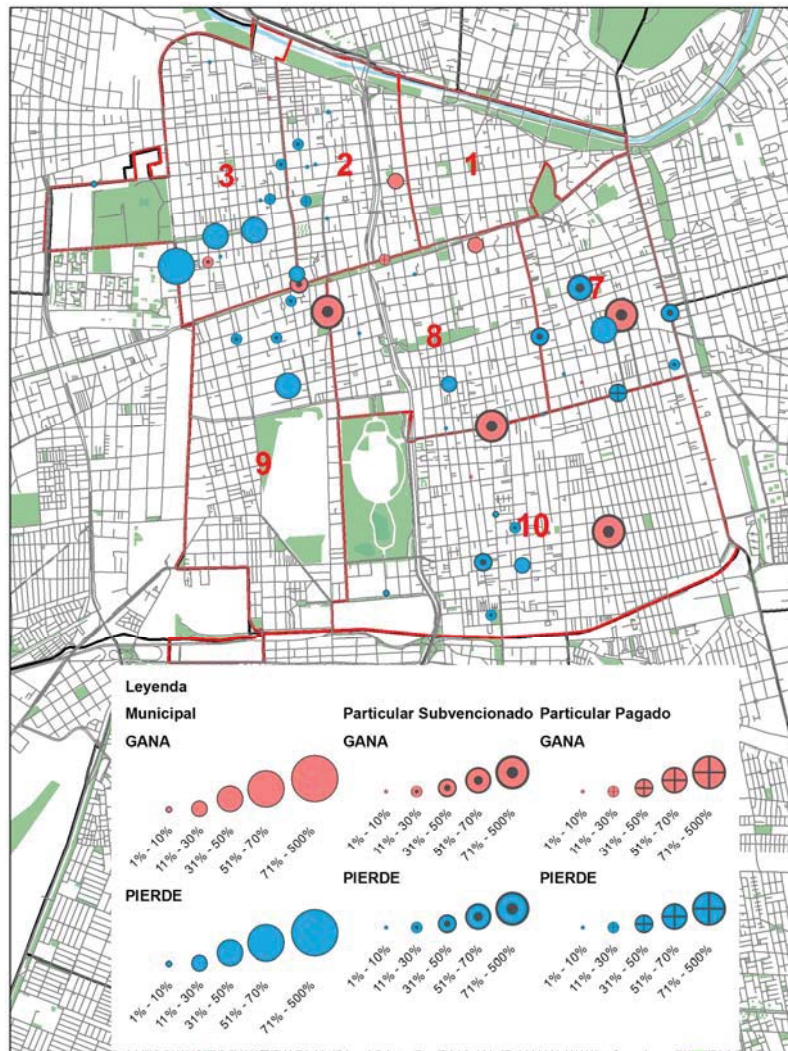 3
2
1
7
8
9
10
Leyenda
Municipal
GANA
1% - 10%
11% - 30%
31% - 50%
51% - 70%
71% - 500%
PIERDE
1% - 10%
11% - 30%
31% - 50%
51% - 70%
71% - 500%
Particular Subvencionado
GANA
1% - 10%
11% - 30%
31% - 50%
51% - 70%
71% - 500%
PIERDE
1% - 10%
11% - 30%
31% - 50%
51% - 70%
71% - 500%
Particular Pagado
GANA
1% - 10%
11% - 30%
31% - 50%
51% - 70%
71% - 500%
PIERDE
1% - 10%
11% - 30%
31% - 50%
51% - 70%
71% - 500%